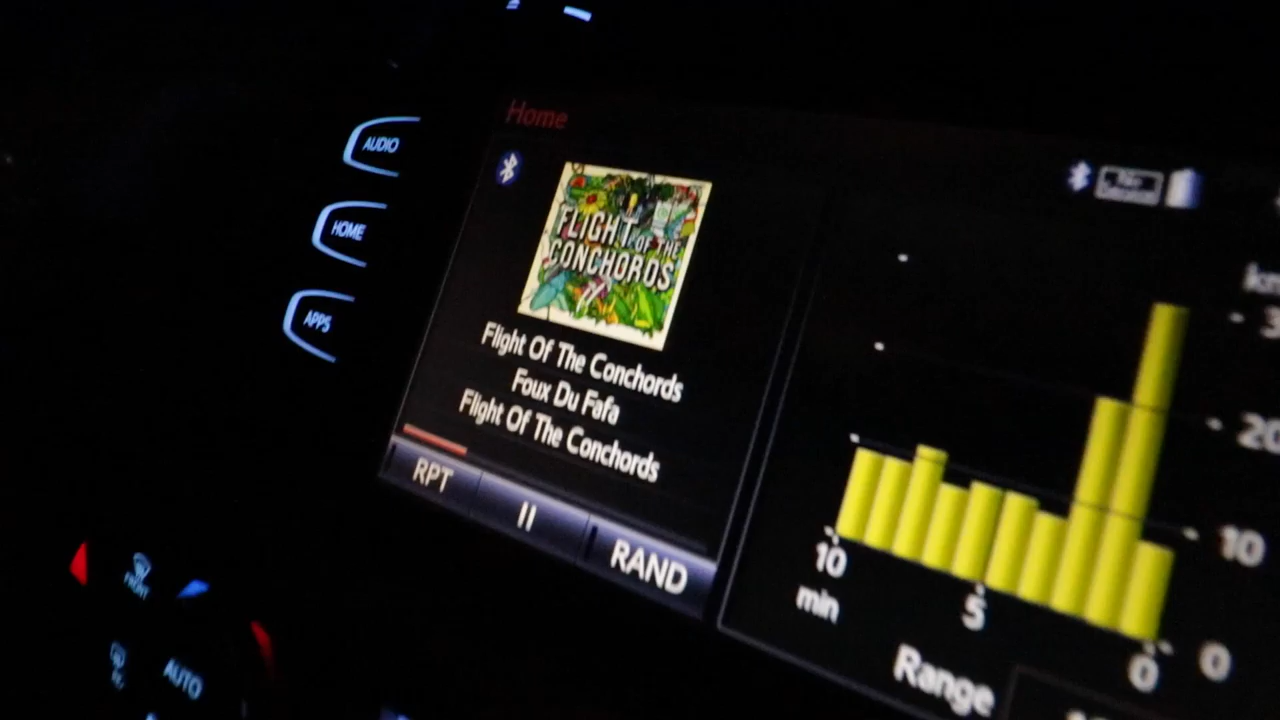 AUDIO
HOME
APPS
Home
FLIGHT OF THE
CONCHORDS
Flight Of The Conchords
Foux Du Fafa
Flight Of The Conchords
RPT
RAND
20
10
0
10
5
0
min
Range
FRONT
AUTO